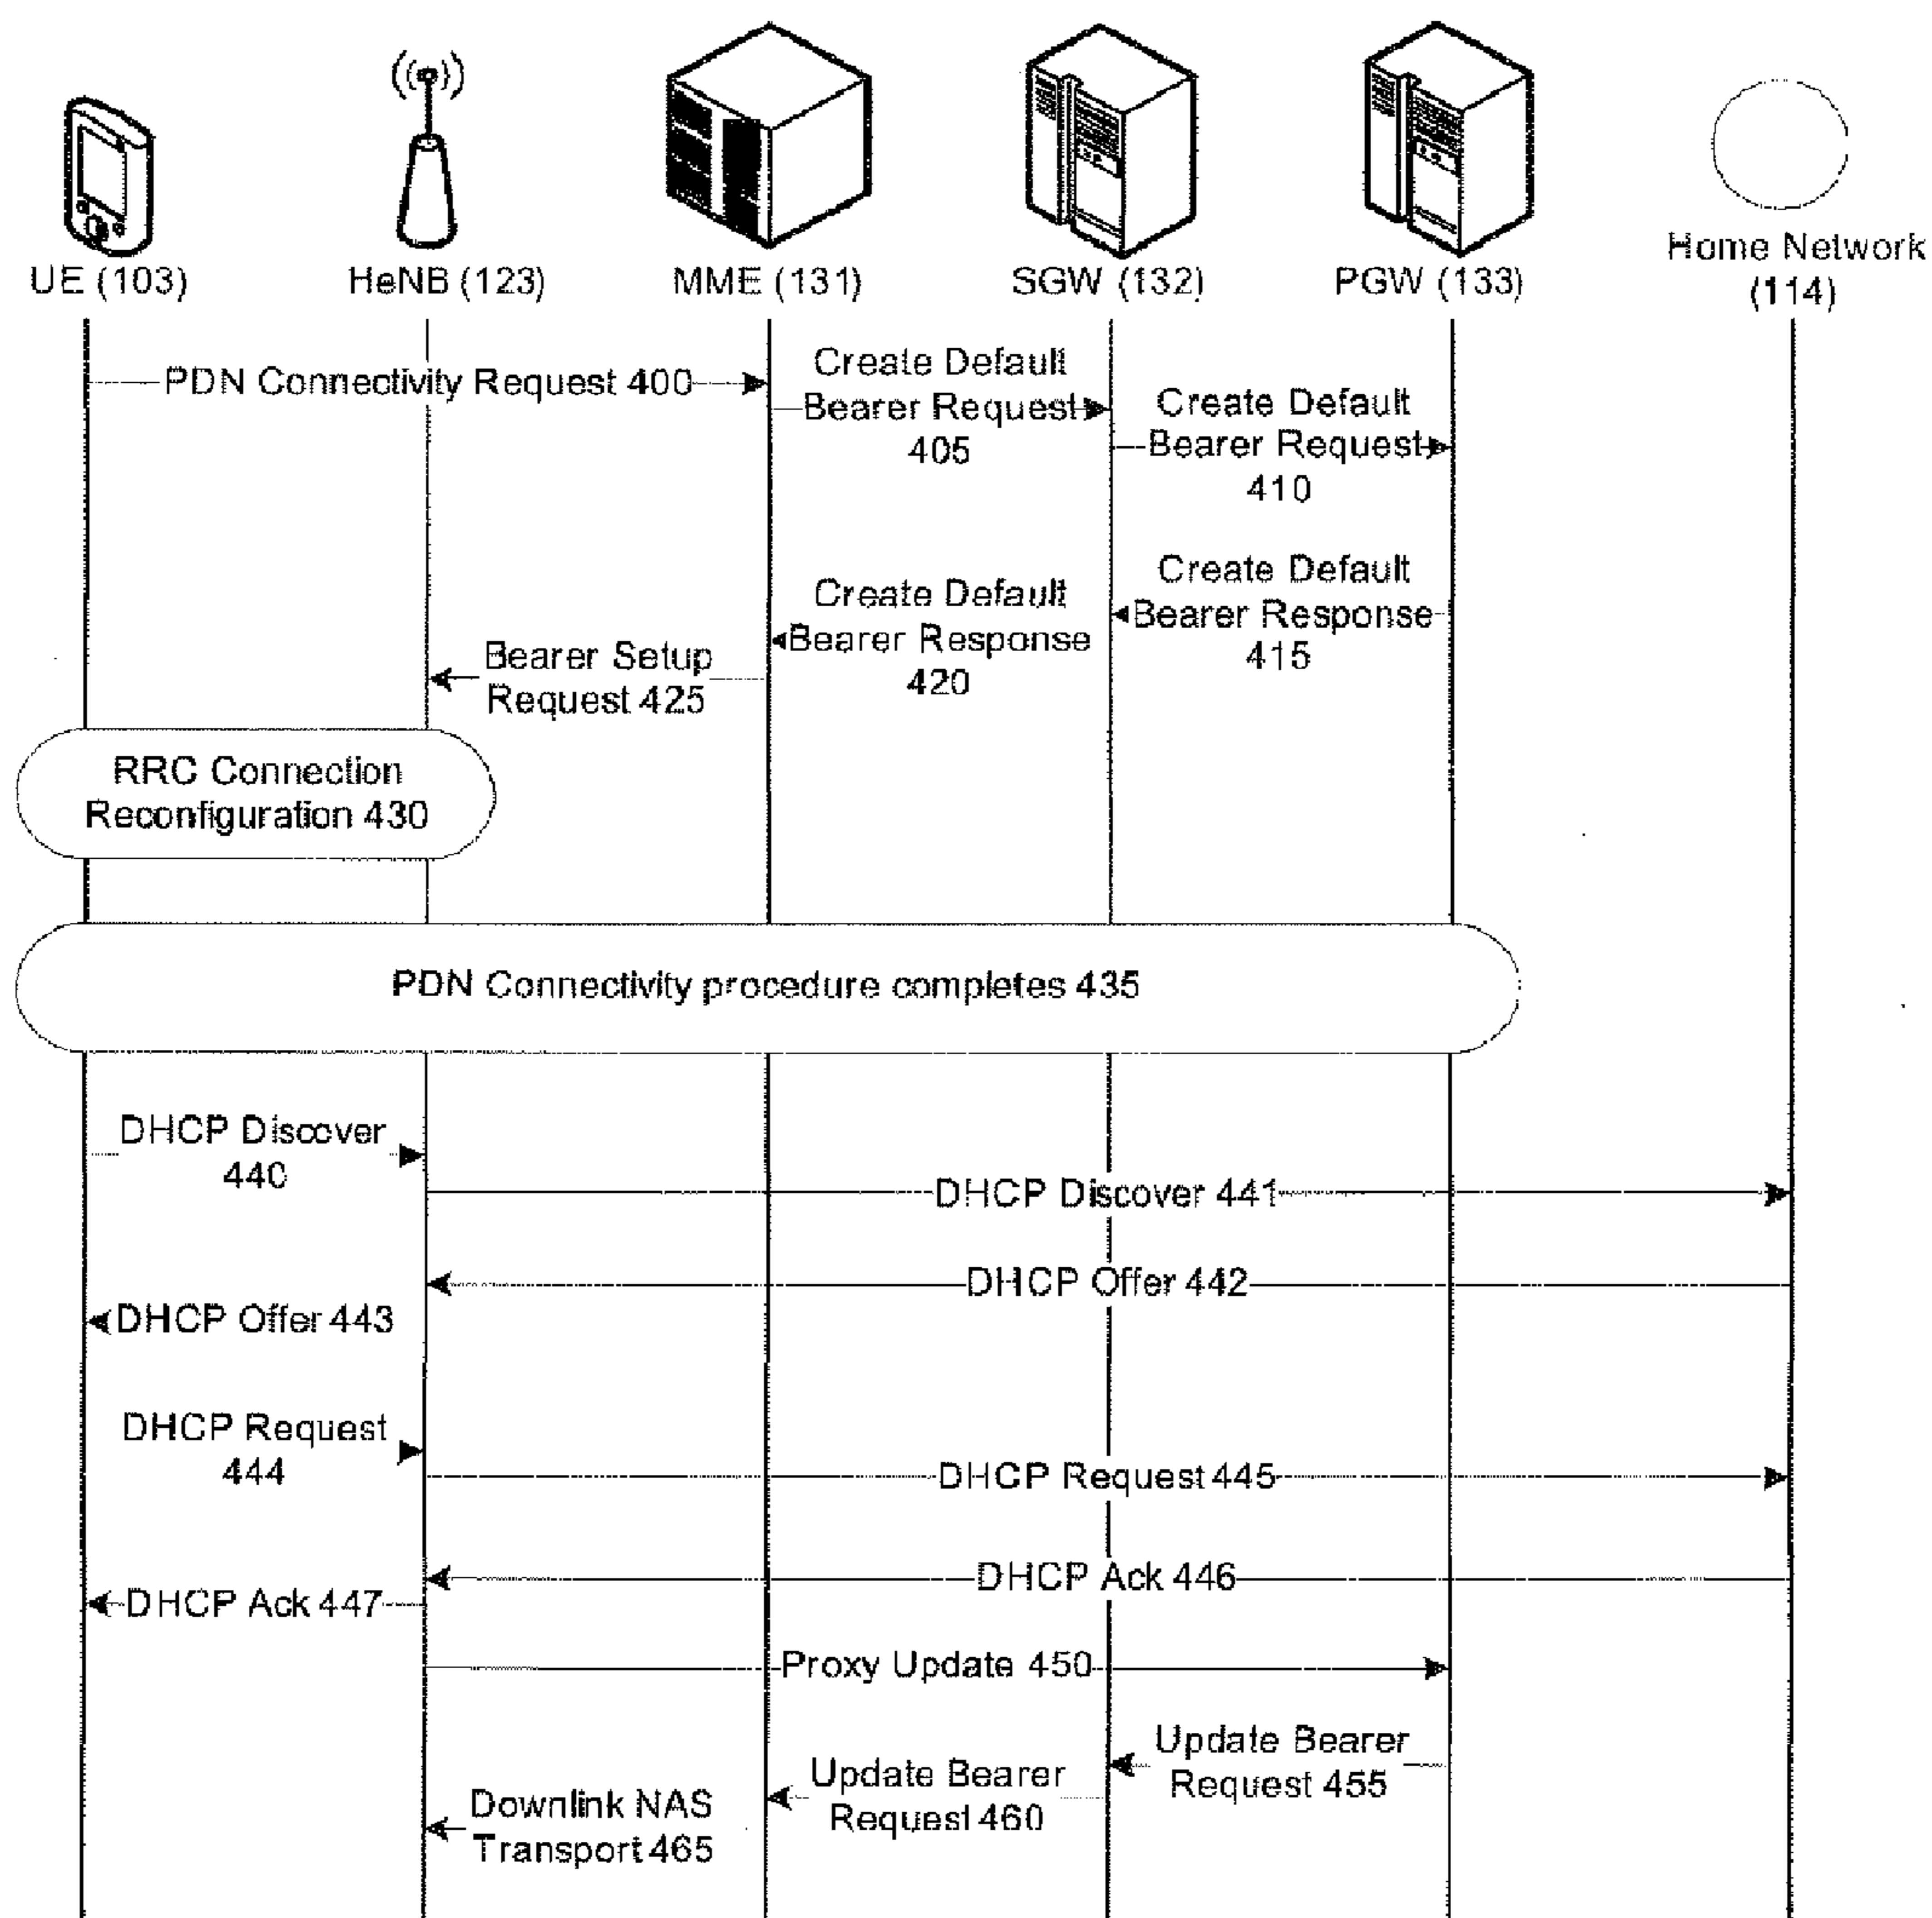 UE (103)
HeNB (123)
MME (131)
SGW (132)
PGW (133)
Home Network
(114)
PDN Connectivity Request 400
Create Default
Bearer Request
405
Create Default
Bearer Request
410
Create Default
Bearer Response
415
Create Default
Bearer Response
420
Bearer Setup
Request 425
RRC Connection
Reconfiguration 430
PDN Connectivity procedure completes 435
DHCP Discover
440
DHCP Discover 441
DHCP Offer 442
DHCP Offer 443
DHCP Request
444
DHCP Request 445
DHCP Ack 446
DHCP Ack 447
Proxy Update 450
Update Bearer
Request 455
Update Bearer
Request 460
Downlink NAS
Transport 465